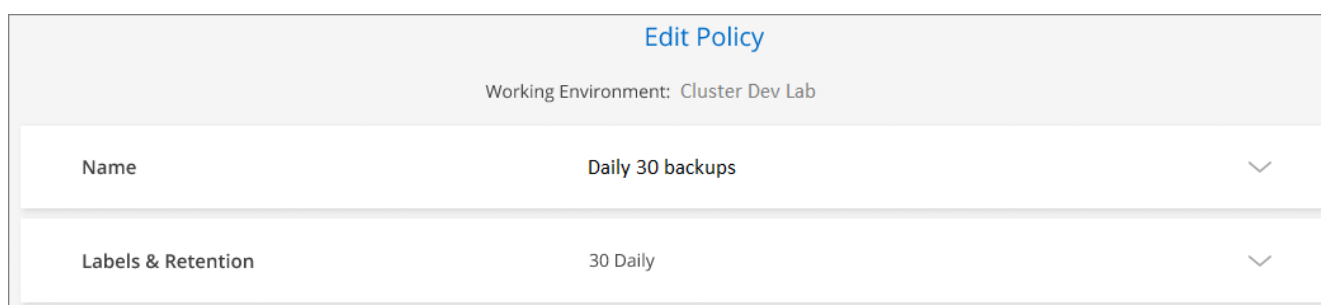 Edit Policy
Working Environment: Cluster Dev Lab
Name Daily 30 backups
Labels & Retention 30 Daily